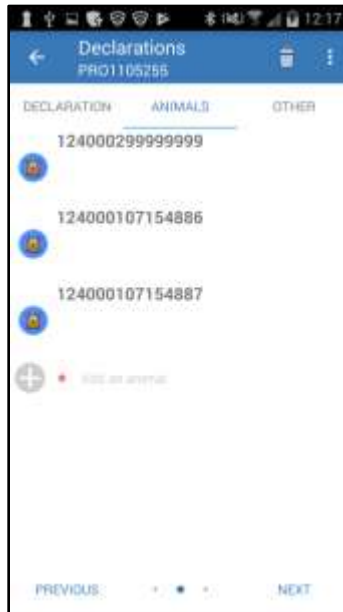 12:17
Declarations
PRO1105255
DECLARATION ANIMALS OTHER
124000299999999
124000107154886
124000107154887
* Add an animal
PREVIOUS NEXT